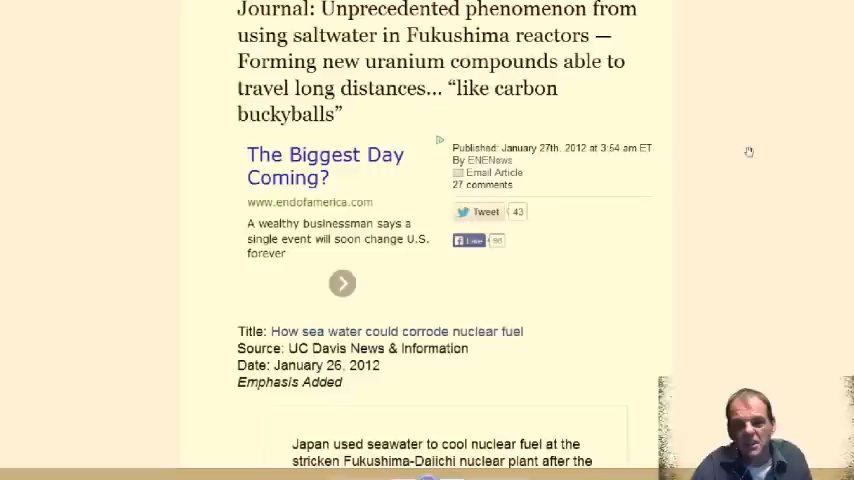 Journal: Unprecedented phenomenon from
using saltwater in Fukushima reactors —
Forming new uranium compounds able to
travel long distances… “like carbon
buckyballs”
The Biggest Day
Coming?
www.endofamerica.com
A wealthy businessman says a
single event will soon change U.S.
forever
Published: January 27th, 2012 at 3:54 am ET
By ENENews
Email Article
27 comments
Tweet 43
Like 96
Title: How sea water could corrode nuclear fuel
Source: UC Davis News & Information
Date: January 26, 2012
Emphasis Added
Japan used seawater to cool nuclear fuel at the
stricken Fukushima-Daiichi nuclear plant after the